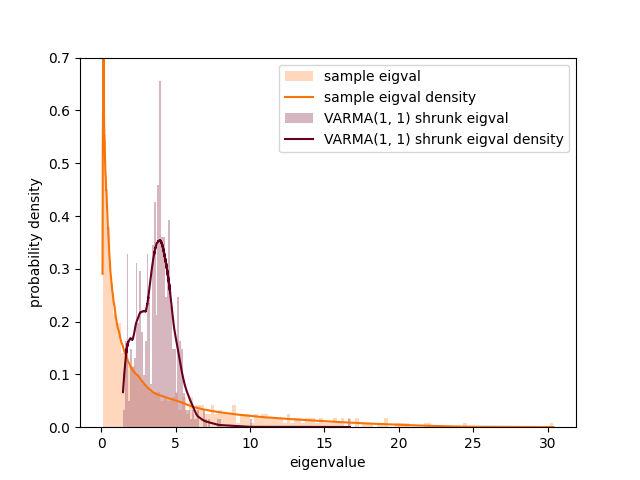 sample eigval
sample eigval density
VARMA(1, 1) shrunk eigval
VARMA(1, 1) shrunk eigval density
probability density
0.7
0.6
0.5
0.4
0.3
0.2
0.1
0.0
0 5 10 15 20 25 30
eigenvalue